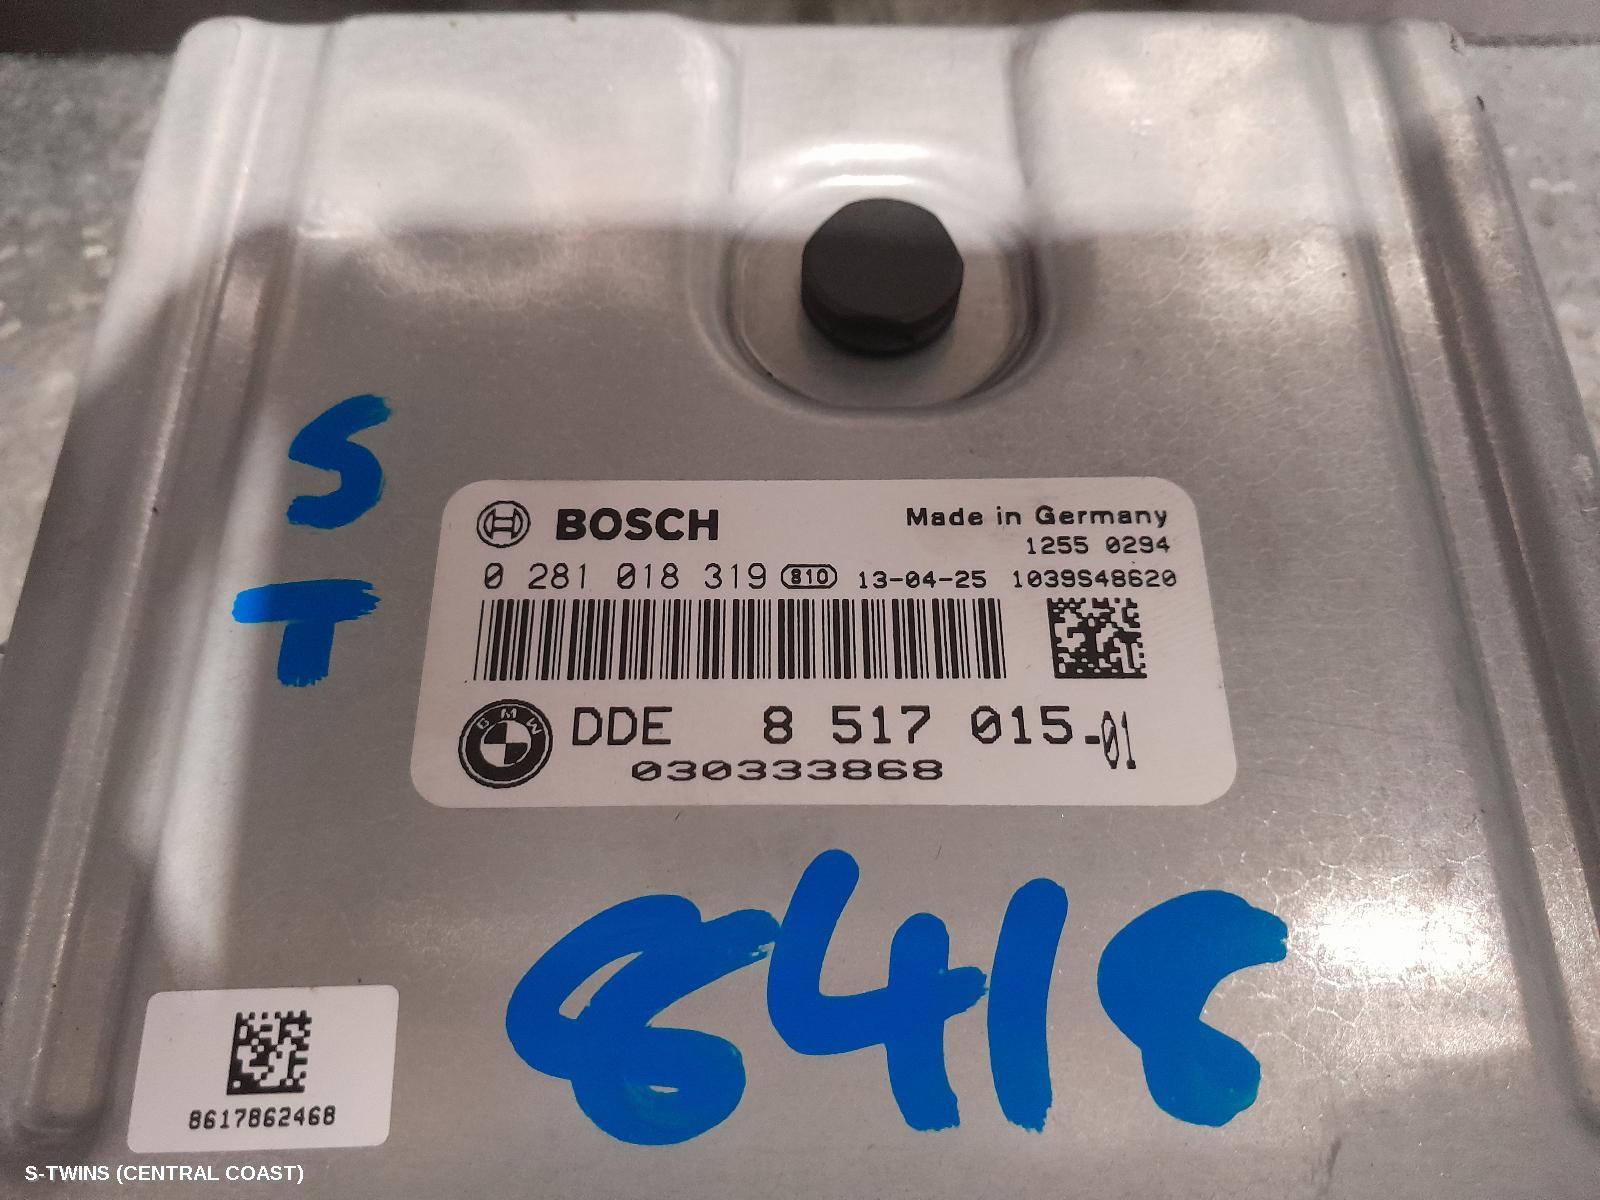 S
T
BOSCH
Made in Germany
1255 0294
0 281 018 319 810 13-04-25 1039S48620
BMW
DDE 8 517 015-01
030333868
8418
8617862468
S-TWINS (CENTRAL COAST)